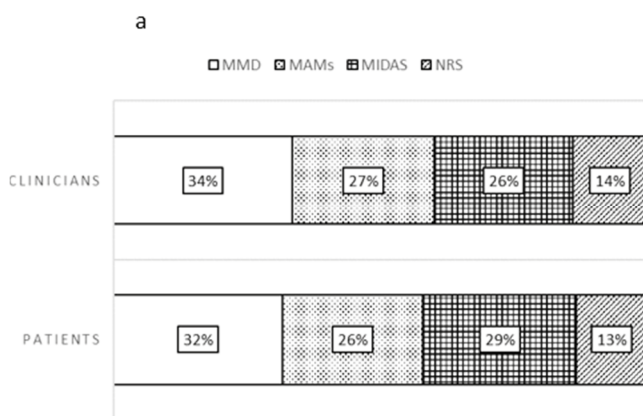 a
MMD MAMs MIDAS NRS
CLINICIANS 34% 27% 26% 14%
PATIENTS 32% 26% 29% 13%